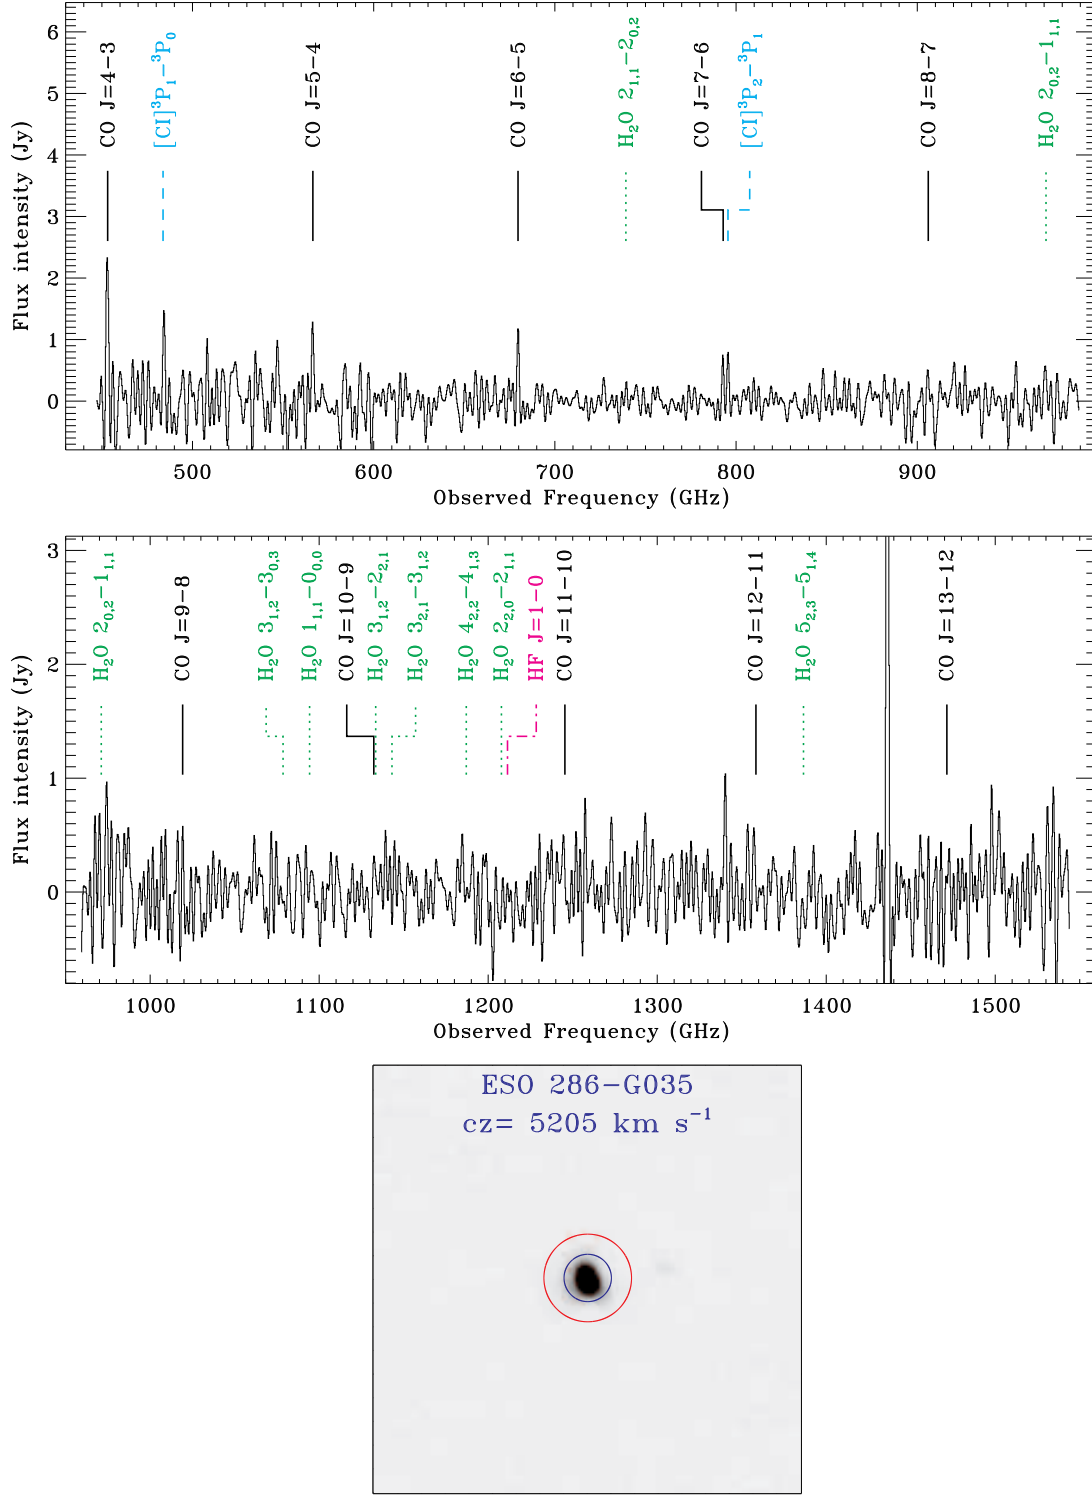 CO J=4−3
[CI]³P₁−³P₀
CO J=5−4
CO J=6−5
H₂O 2₁,₁−2₀,₂
CO J=7−6
[CI]³P₂−³P₁
CO J=8−7
H₂O 2₀,₂−1₁,₁
Flux intensity (Jy)
6
5
4
3
2
1
0
500 600 700 800 900
Observed Frequency (GHz)
H₂O 2₀,₂−1₁,₁
CO J=9−8
H₂O 3₁,₂−3₀,₃
H₂O 1₁,₁−0₀,₀
CO J=10−9
H₂O 3₁,₂−2₂,₁
H₂O 3₂,₁−3₁,₂
H₂O 4₂,₂−4₁,₃
H₂O 2₂,₀−2₁,₁
HF J=1−0
CO J=11−10
CO J=12−11
H₂O 5₂,₃−5₁,₄
CO J=13−12
Flux intensity (Jy)
3
2
1
0
1000 1100 1200 1300 1400 1500
Observed Frequency (GHz)
ESO 286−G035
cz= 5205 km s⁻¹